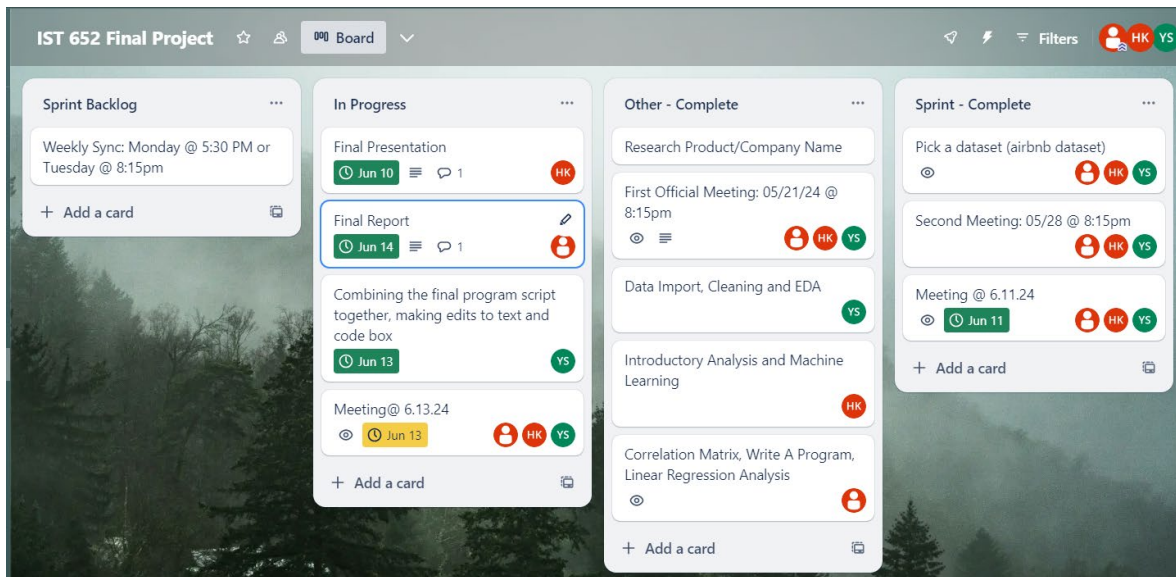 IST 652 Final Project
Board
Filters
HK
YS
Sprint Backlog
Weekly Sync: Monday @ 5:30 PM or
Tuesday @ 8:15pm
+ Add a card
In Progress
Final Presentation
Jun 10
1
HK
Final Report
Jun 14
1
Combining the final program script
together, making edits to text and
code box
Jun 13
YS
Meeting@ 6.13.24
Jun 13
HK
YS
+ Add a card
Other - Complete
Research Product/Company Name
First Official Meeting: 05/21/24 @
8:15pm
HK
YS
Data Import, Cleaning and EDA
YS
Introductory Analysis and Machine
Learning
HK
Correlation Matrix, Write A Program,
Linear Regression Analysis
+ Add a card
Sprint - Complete
Pick a dataset (airbnb dataset)
HK
YS
Second Meeting: 05/28 @ 8:15pm
HK
YS
Meeting @ 6.11.24
Jun 11
HK
YS
+ Add a card